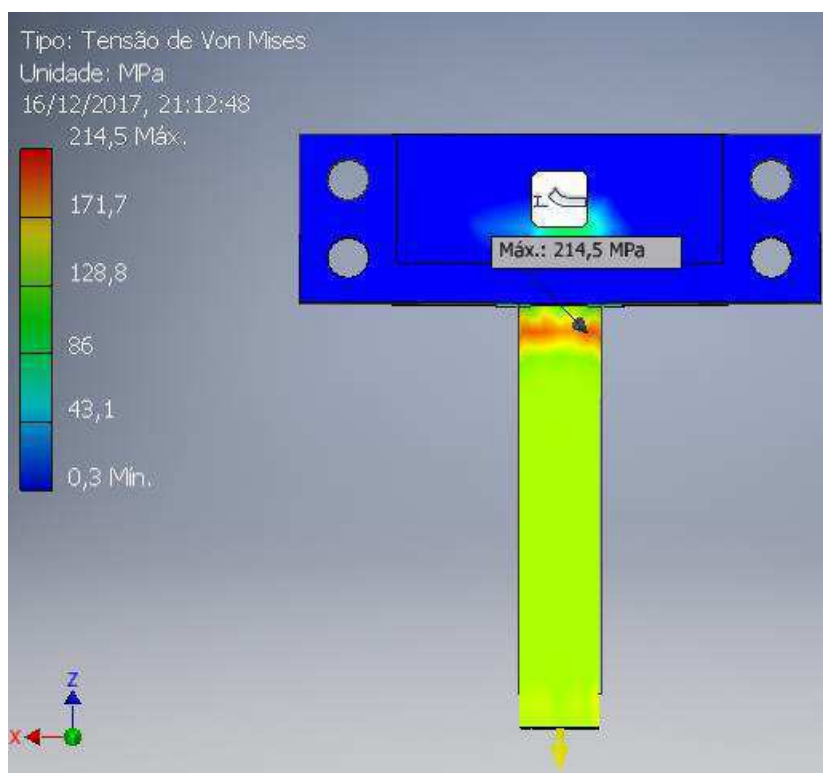 Tipo: Tensão de Von Mises
Unidade: MPa
16/12/2017, 21:12:48
214,5 Máx.
171,7
128,8
86
43,1
0,3 Mín.
Máx.: 214,5 MPa
Z
X